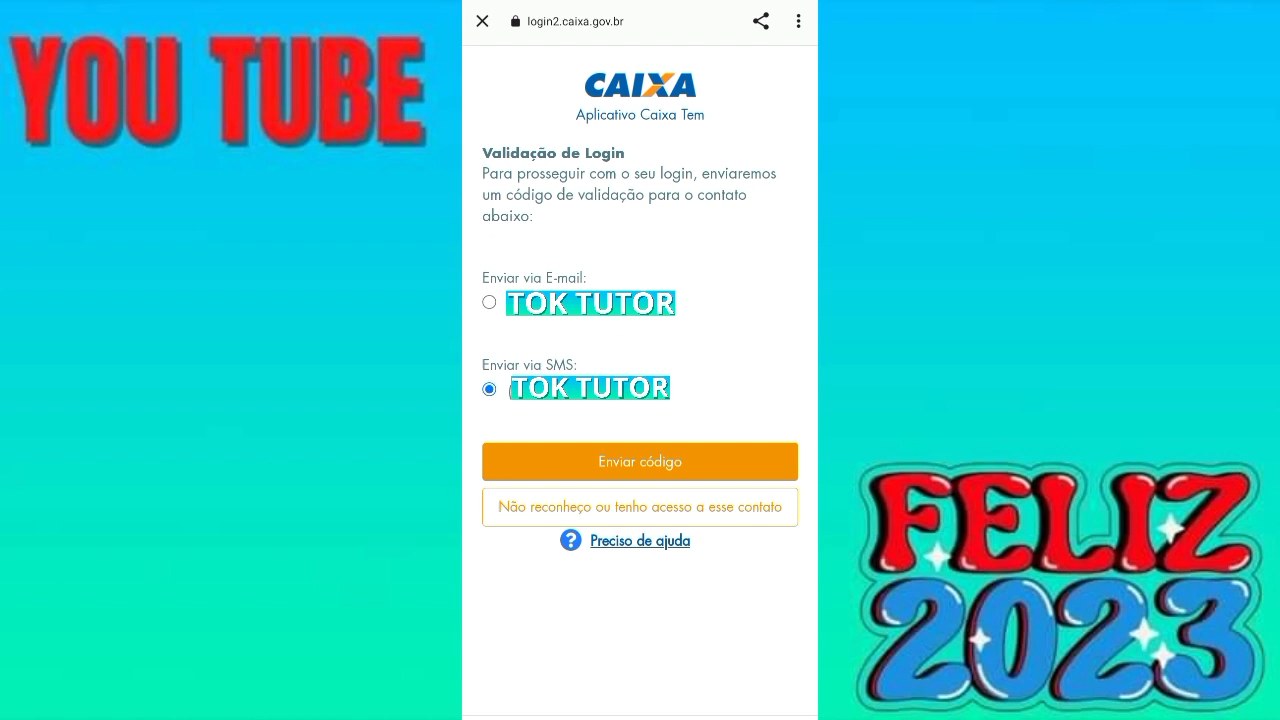 YOU TUBE
login2.caixa.gov.br
CAIXA
Aplicativo Caixa Tem
Validação de Login
Para prosseguir com o seu login, enviaremos
um código de validação para o contato
abaixo:
Enviar via E-mail:
TOK TUTOR
Enviar via SMS:
(TOK TUTOR
Enviar código
Não reconheço ou tenho acesso a esse contato
? Preciso de ajuda
FELIZ
2023